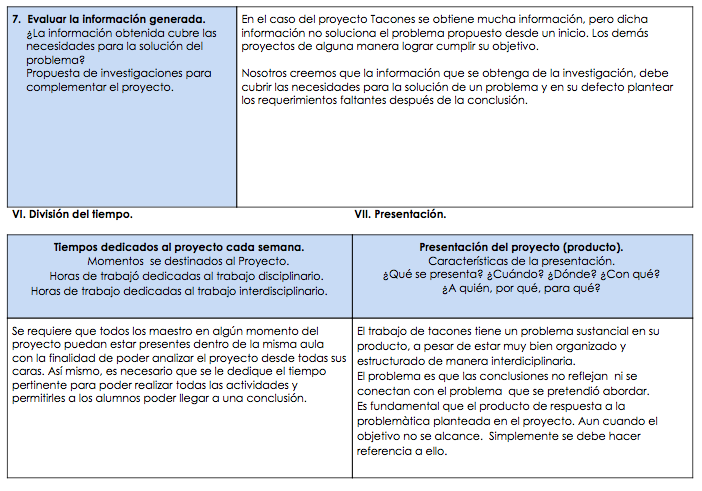 7. Evaluar la información generada.
¿La información obtenida cubre las
necesidades para la solución del
problema?
Propuesta de investigaciones para
complementar el proyecto.
En el caso del proyecto Tacones se obtiene mucha información, pero dicha
información no soluciona el problema propuesto desde un inicio. Los demás
proyectos de alguna manera lograr cumplir su objetivo.
Nosotros creemos que la información que se obtenga de la investigación, debe
cubrir las necesidades para la solución de un problema y en su defecto plantear
los requerimientos faltantes después de la conclusión.
VI. División del tiempo.
VII. Presentación.
Tiempos dedicados al proyecto cada semana.
Momentos se destinados al Proyecto.
Horas de trabajó dedicadas al trabajo disciplinario.
Horas de trabajo dedicadas al trabajo interdisciplinario.
Presentación del proyecto (producto).
Características de la presentación.
¿Qué se presenta? ¿Cuándo? ¿Dónde? ¿Con qué?
¿A quién, por qué, para qué?
Se requiere que todos los maestro en algún momento del
proyecto puedan estar presentes dentro de la misma aula
con la finalidad de poder analizar el proyecto desde todas sus
caras. Así mismo, es necesario que se le dedique el tiempo
pertinente para poder realizar todas las actividades y
permitirles a los alumnos poder llegar a una conclusión.
El trabajo de tacones tiene un problema sustancial en su
producto, a pesar de estar muy bien organizado y
estructurado de manera interdiciplinaria.
El problema es que las conclusiones no reflejan ni se
conectan con el problema que se pretendió abordar.
Es fundamental que el producto de respuesta a la
problemàtica planteada en el proyecto. Aun cuando el
objetivo no se alcance. Simplemente se debe hacer
referencia a ello.